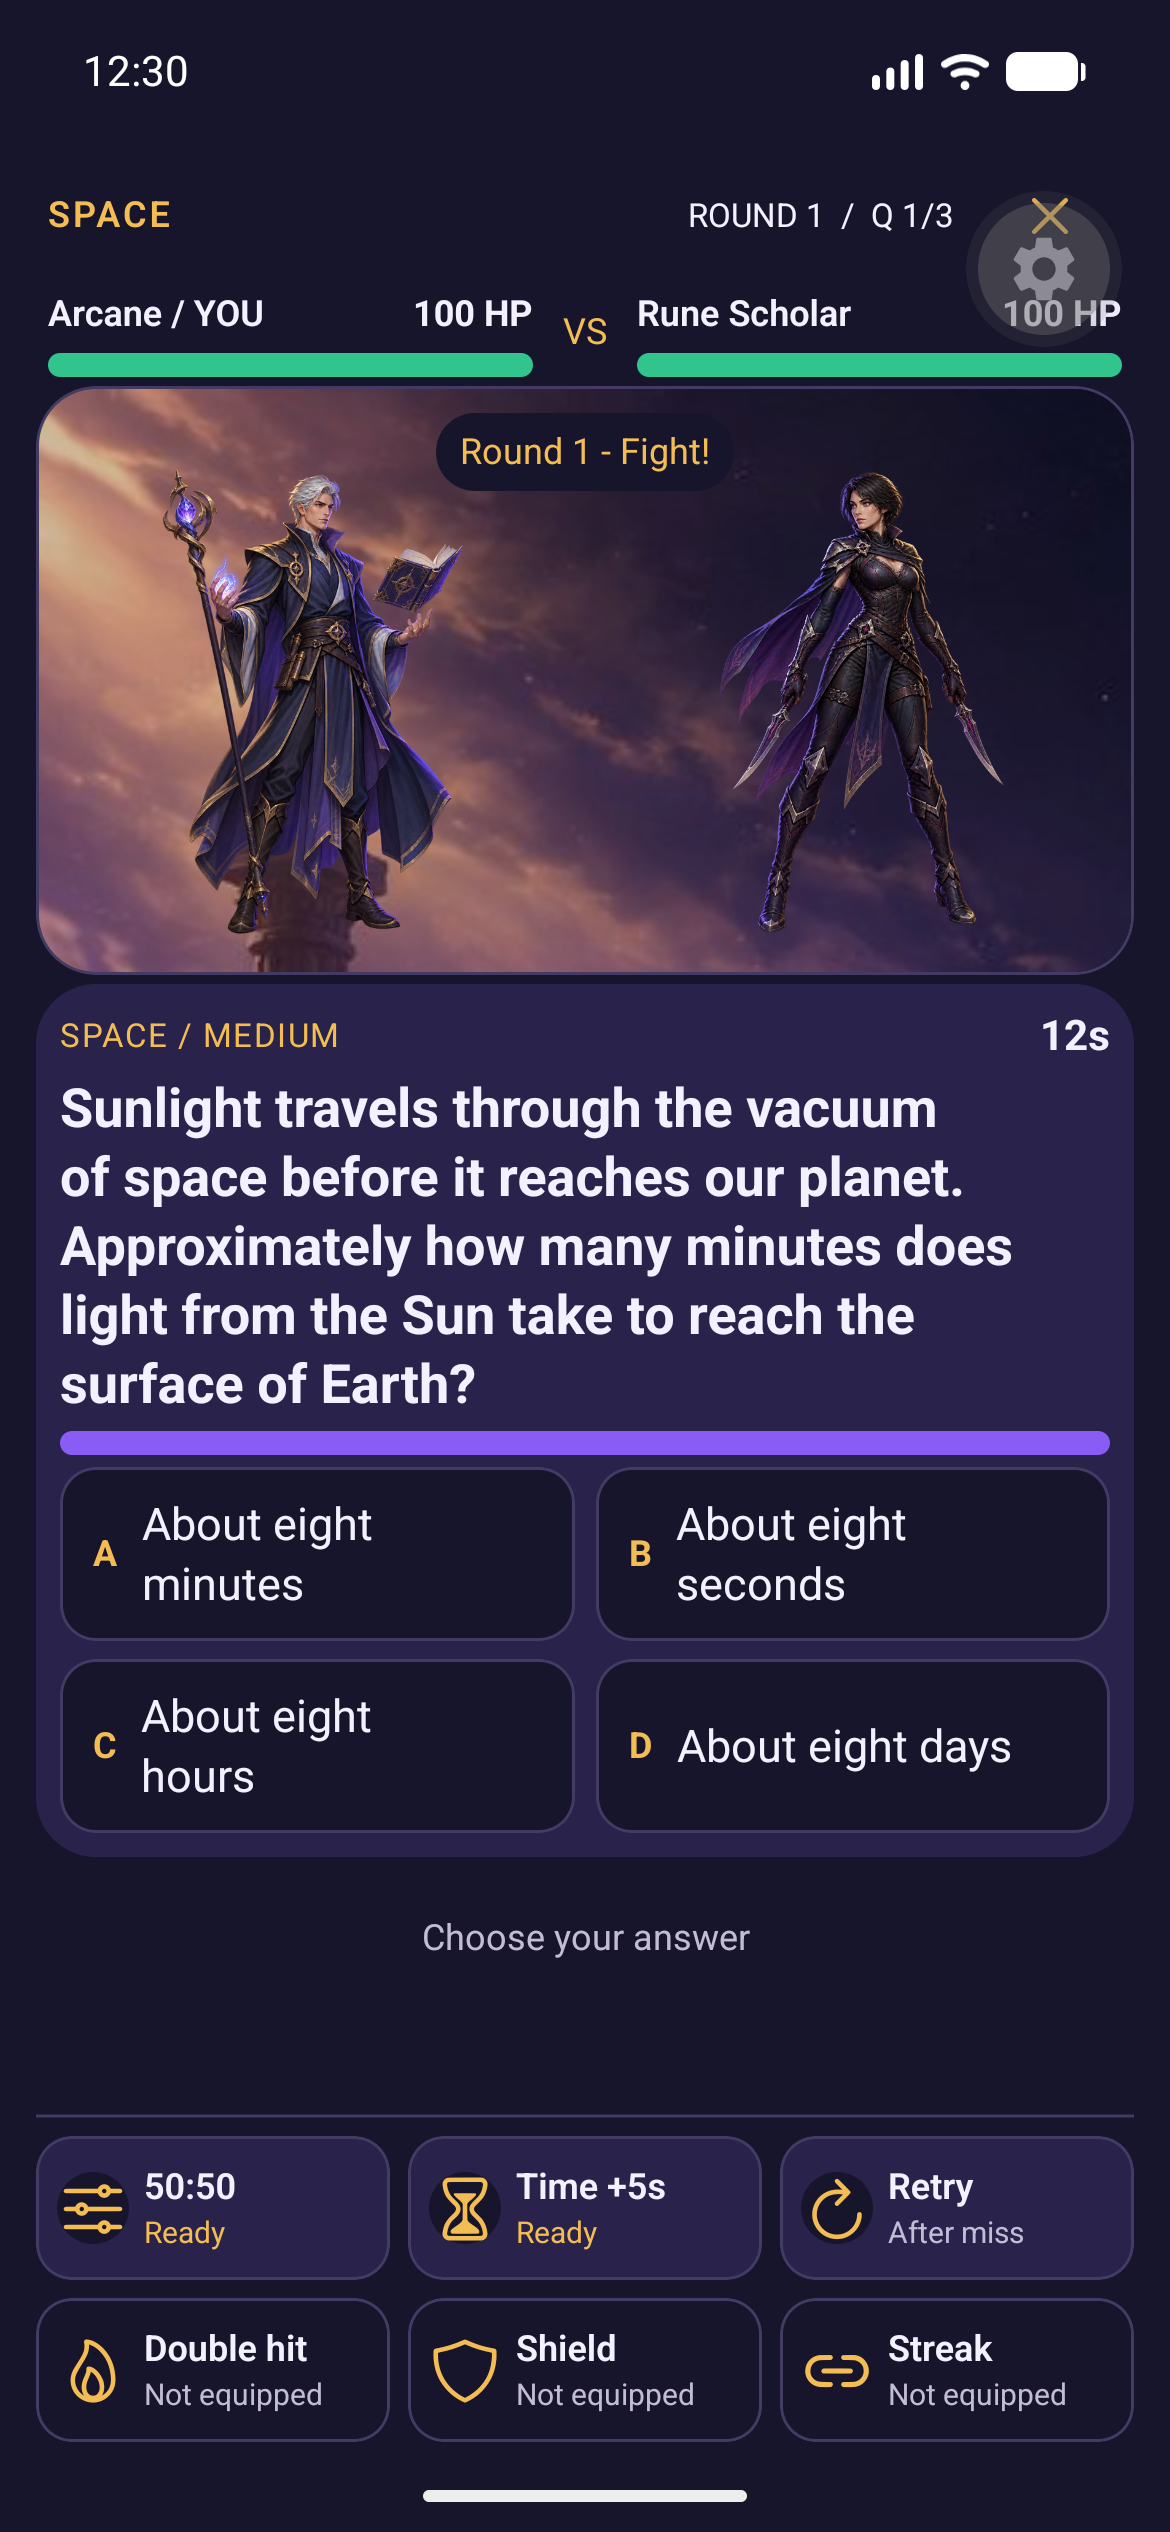 12:30
SPACE
ROUND 1 / Q 1/3
Arcane / YOU
100 HP
VS
Rune Scholar
100 HP
Round 1 - Fight!
SPACE / MEDIUM
12s
Sunlight travels through the vacuum
of space before it reaches our planet.
Approximately how many minutes does
light from the Sun take to reach the
surface of Earth?
A
About eight
minutes
B
About eight
seconds
C
About eight
hours
D
About eight days
Choose your answer
50:50
Ready
Time +5s
Ready
Retry
After miss
Double hit
Not equipped
Shield
Not equipped
Streak
Not equipped